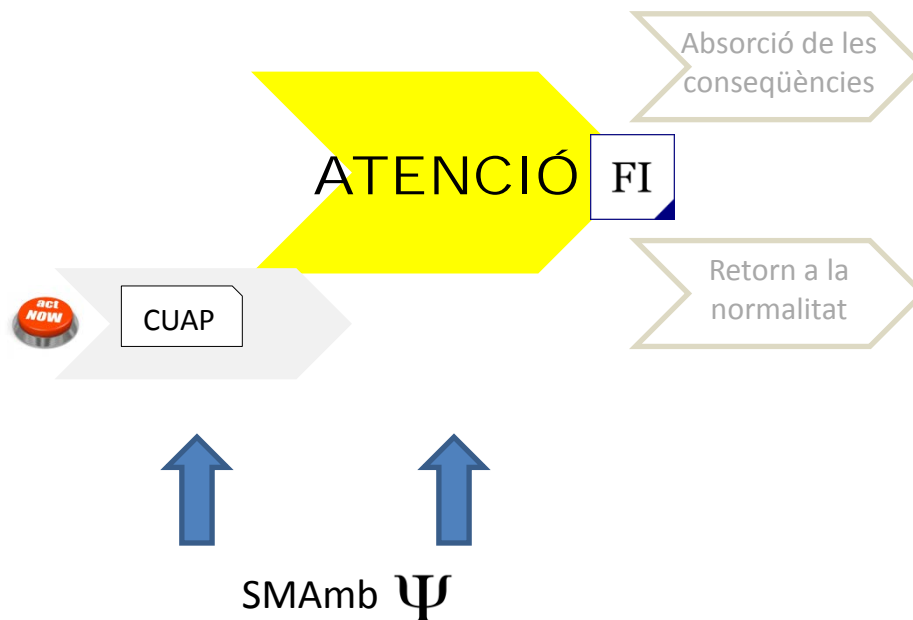 Absorció de les
conseqüències
ATENCIÓ
FI
Retorn a la
normalitat
act
NOW
CUAP
SMAmb Ψ